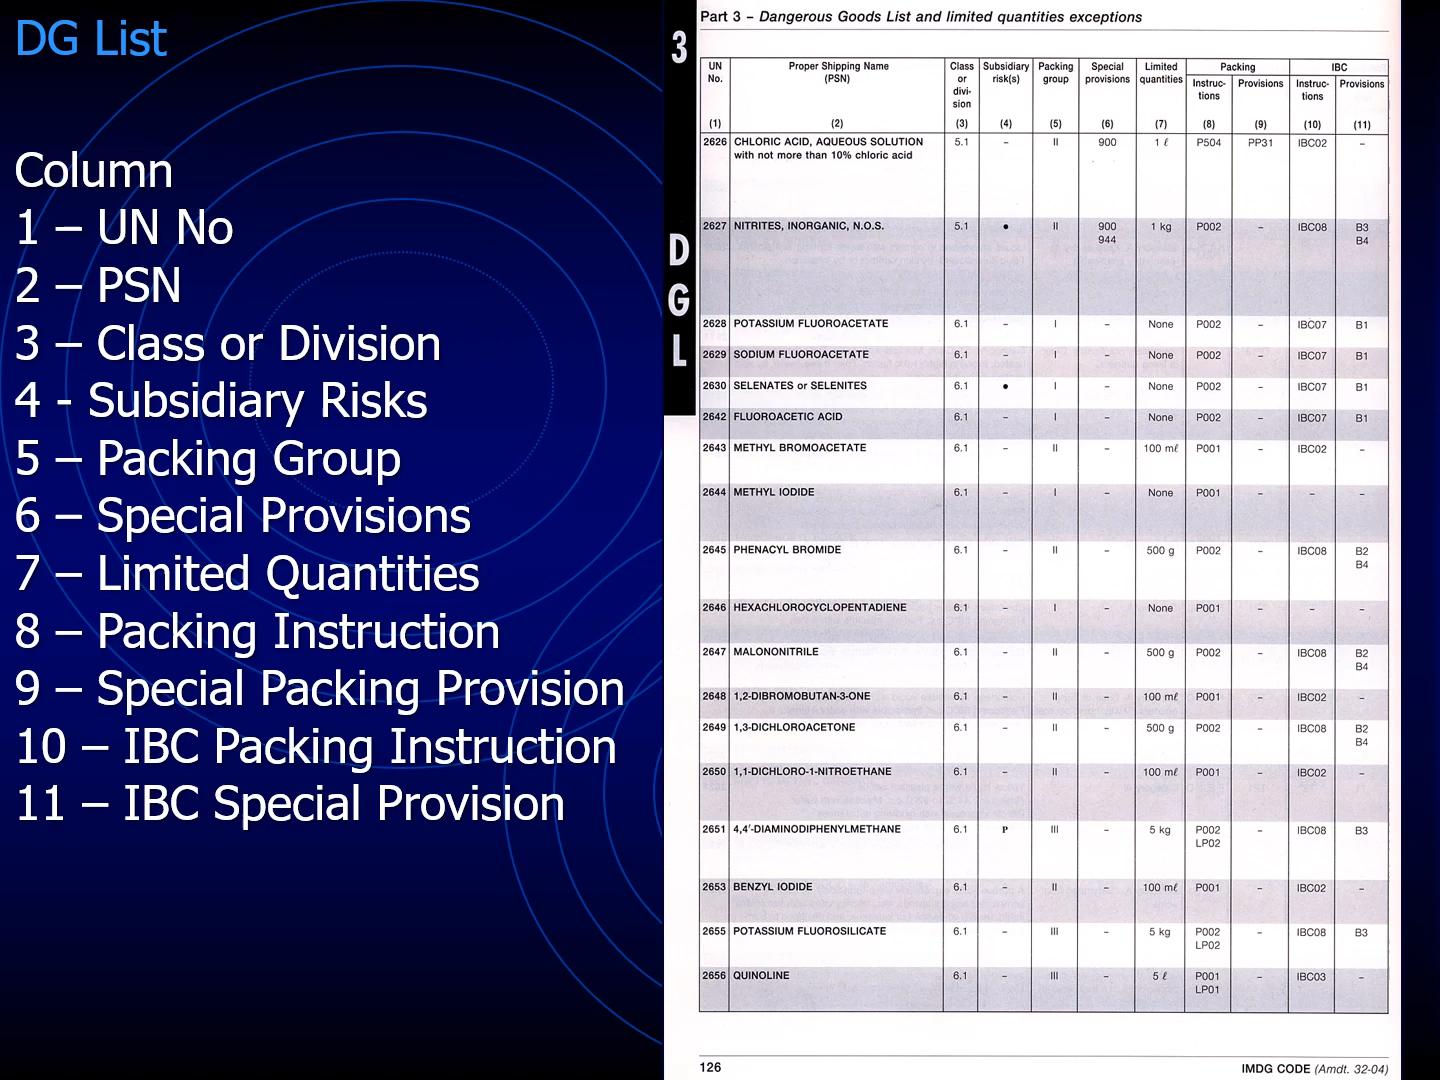 DG List
Column
1 – UN No
2 – PSN
3 – Class or Division
4 - Subsidiary Risks
5 – Packing Group
6 – Special Provisions
7 – Limited Quantities
8 – Packing Instruction
9 – Special Packing Provision
10 – IBC Packing Instruction
11 – IBC Special Provision
3
D
G
L
Part 3 – Dangerous Goods List and limited quantities exceptions
UN No. Proper Shipping Name (PSN) Class or divi-sion Subsidiary risk(s) Packing group Special provisions Limited quantities Packing IBC
Instruc-tions Provisions Instruc-tions Provisions
(1) (2) (3) (4) (5) (6) (7) (8) (9) (10) (11)
2626 CHLORIC ACID, AQUEOUS SOLUTION 5.1 – II 900 1 ℓ P504 PP31 IBC02 –
with not more than 10% chloric acid
2627 NITRITES, INORGANIC, N.O.S. 5.1 • II 900 1 kg P002 – IBC08 B3
944 B4
2628 POTASSIUM FLUOROACETATE 6.1 – I – None P002 – IBC07 B1
2629 SODIUM FLUOROACETATE 6.1 – I – None P002 – IBC07 B1
2630 SELENATES or SELENITES 6.1 • I – None P002 – IBC07 B1
2642 FLUOROACETIC ACID 6.1 – I – None P002 – IBC07 B1
2643 METHYL BROMOACETATE 6.1 – II – 100 mℓ P001 – IBC02 –
2644 METHYL IODIDE 6.1 – I – None P001 – – –
2645 PHENACYL BROMIDE 6.1 – II – 500 g P002 – IBC08 B2
B4
2646 HEXACHLOROCYCLOPENTADIENE 6.1 – I – None P001 – – –
2647 MALONONITRILE 6.1 – II – 500 g P002 – IBC08 B2
B4
2648 1,2-DIBROMOBUTAN-3-ONE 6.1 – II – 100 mℓ P001 – IBC02 –
2649 1,3-DICHLOROACETONE 6.1 – II – 500 g P002 – IBC08 B2
B4
2650 1,1-DICHLORO-1-NITROETHANE 6.1 – II – 100 mℓ P001 – IBC02 –
2651 4,4′-DIAMINODIPHENYLMETHANE 6.1 P III – 5 kg P002 – IBC08 B3
LP02
2653 BENZYL IODIDE 6.1 – II – 100 mℓ P001 – IBC02 –
2655 POTASSIUM FLUOROSILICATE 6.1 – III – 5 kg P002 – IBC08 B3
LP02
2656 QUINOLINE 6.1 – III – 5 ℓ P001 – IBC03 –
LP01
126 IMDG CODE (Amdt. 32-04)